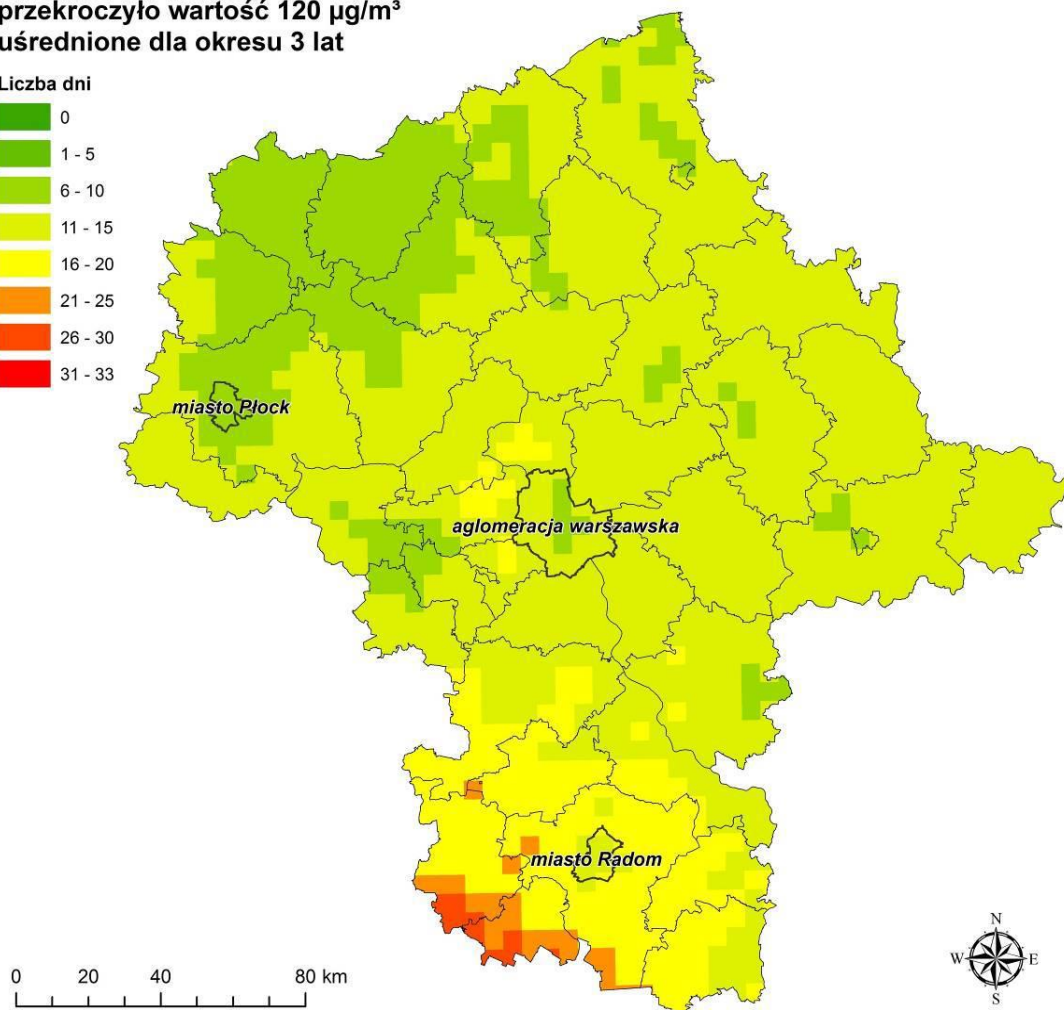 przekroczyło wartość 120 µg/m³
uśrednione dla okresu 3 lat
Liczba dni
0
1 - 5
6 - 10
11 - 15
16 - 20
21 - 25
26 - 30
31 - 33
miasto Płock
aglomeracja warszawska
miasto Radom
0 20 40 80 km
N
W E
S